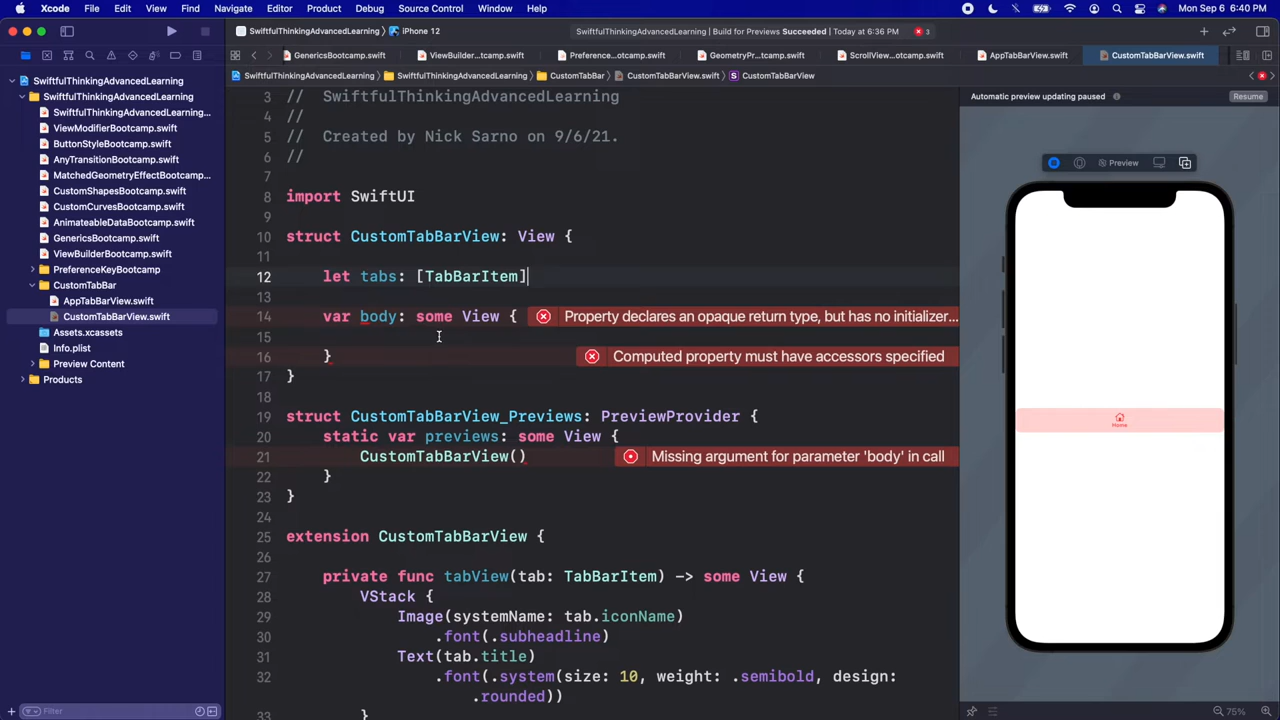 Xcode File Edit View Find Navigate Editor Product Debug Source Control Window Help Mon Sep 6 6:40 PM
SwiftfulThinkingAdvancedLearning iPhone 12 SwiftfulThinkingAdvancedLearning | Build for Previews Succeeded | Today at 6:36 PM 3
GenericsBootcamp.swift ViewBuilder...tcamp.swift Preference...otcamp.swift GeometryPr...tcamp.swift ScrollView...otcamp.swift AppTabBarView.swift CustomTabBarView.swift
SwiftfulThinkingAdvancedLearning SwiftfulThinkingAdvancedLearning CustomTabBar CustomTabBarView.swift S CustomTabBarView
SwiftfulThinkingAdvancedLearning
SwiftfulThinkingAdvancedLearning
SwiftfulThinkingAdvancedLearning...
ViewModifierBootcamp.swift
ButtonStyleBootcamp.swift
AnyTransitionBootcamp.swift
MatchedGeometryEffectBootcamp...
CustomShapesBootcamp.swift
CustomCurvesBootcamp.swift
AnimateableDataBootcamp.swift
GenericsBootcamp.swift
ViewBuilderBootcamp.swift
PreferenceKeyBootcamp
CustomTabBar
AppTabBarView.swift
CustomTabBarView.swift
Assets.xcassets
Info.plist
Preview Content
Products
Filter
3 // SwiftfulThinkingAdvancedLearning
4 //
5 // Created by Nick Sarno on 9/6/21.
6 //
7
8 import SwiftUI
9
10 struct CustomTabBarView: View {
11
12 let tabs: [TabBarItem]
13
14 var body: some View { Property declares an opaque return type, but has no initializer...
15
16 } Computed property must have accessors specified
17 }
18
19 struct CustomTabBarView_Previews: PreviewProvider {
20 static var previews: some View {
21 CustomTabBarView() Missing argument for parameter 'body' in call
22 }
23 }
24
25 extension CustomTabBarView {
26
27 private func tabView(tab: TabBarItem) -> some View {
28 VStack {
29 Image(systemName: tab.iconName)
30 .font(.subheadline)
31 Text(tab.title)
32 .font(.system(size: 10, weight: .semibold, design:
.rounded))
33 }
Automatic preview updating paused Resume
Preview
Home
75%